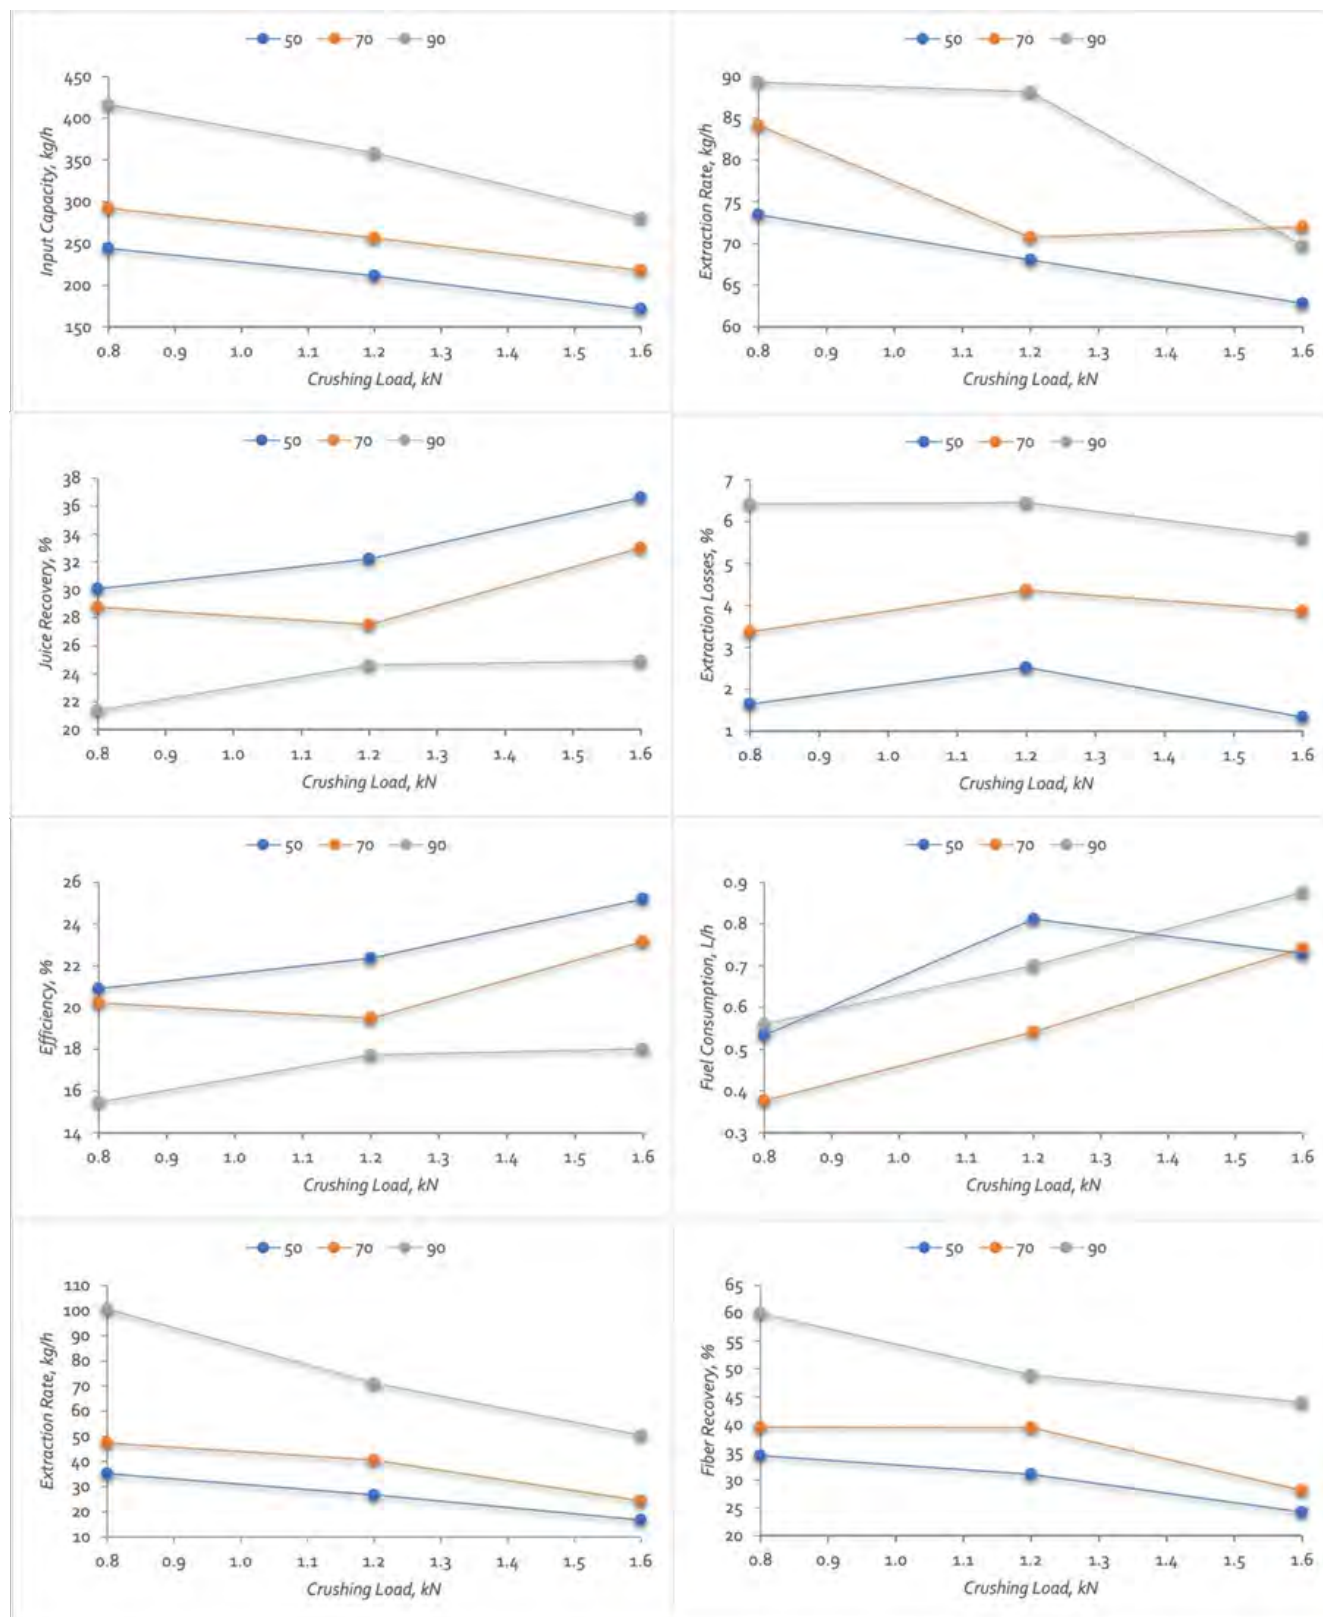 50 70 90
Input Capacity, kg/h
450
400
350
300
250
200
150
0.8 0.9 1.0 1.1 1.2 1.3 1.4 1.5 1.6
Crushing Load, kN
50 70 90
Extraction Rate, kg/h
90
85
80
75
70
65
60
0.8 0.9 1.0 1.1 1.2 1.3 1.4 1.5 1.6
Crushing Load, kN
50 70 90
Juice Recovery, %
38
36
34
32
30
28
26
24
22
20
0.8 0.9 1.0 1.1 1.2 1.3 1.4 1.5 1.6
Crushing Load, kN
50 70 90
Extraction Losses, %
7
6
5
4
3
2
1
0.8 0.9 1.0 1.1 1.2 1.3 1.4 1.5 1.6
Crushing Load, kN
50 70 90
Efficiency, %
26
24
22
20
18
16
14
0.8 0.9 1.0 1.1 1.2 1.3 1.4 1.5 1.6
Crushing Load, kN
50 70 90
Fuel Consumption, L/h
0.9
0.8
0.7
0.6
0.5
0.4
0.3
0.8 0.9 1.0 1.1 1.2 1.3 1.4 1.5 1.6
Crushing Load, kN
50 70 90
Extraction Rate, kg/h
110
100
90
80
70
60
50
40
30
20
10
0.8 0.9 1.0 1.1 1.2 1.3 1.4 1.5 1.6
Crushing Load, kN
50 70 90
Fiber Recovery, %
65
60
55
50
45
40
35
30
25
20
0.8 0.9 1.0 1.1 1.2 1.3 1.4 1.5 1.6
Crushing Load, kN